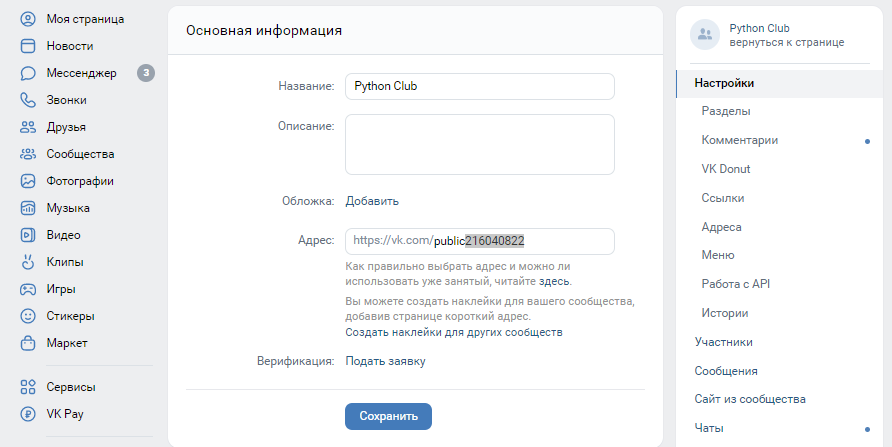 Моя страница
Новости
Мессенджер 3
Звонки
Друзья
Сообщества
Фотографии
Музыка
Видео
Клипы
Игры
Стикеры
Маркет
Сервисы
VK Pay
Основная информация
Название: Python Club
Описание:
Обложка: Добавить
Адрес: https://vk.com/public216040822
Как правильно выбрать адрес и можно ли
использовать уже занятый, читайте здесь.
Вы можете создать наклейки для вашего сообщества,
добавив странице короткий адрес.
Создать наклейки для других сообществ
Верификация: Подать заявку
Сохранить
Python Club
вернуться к странице
Настройки
Разделы
Комментарии
VK Donut
Ссылки
Адреса
Меню
Работа с API
Истории
Участники
Сообщения
Сайт из сообщества
Чаты